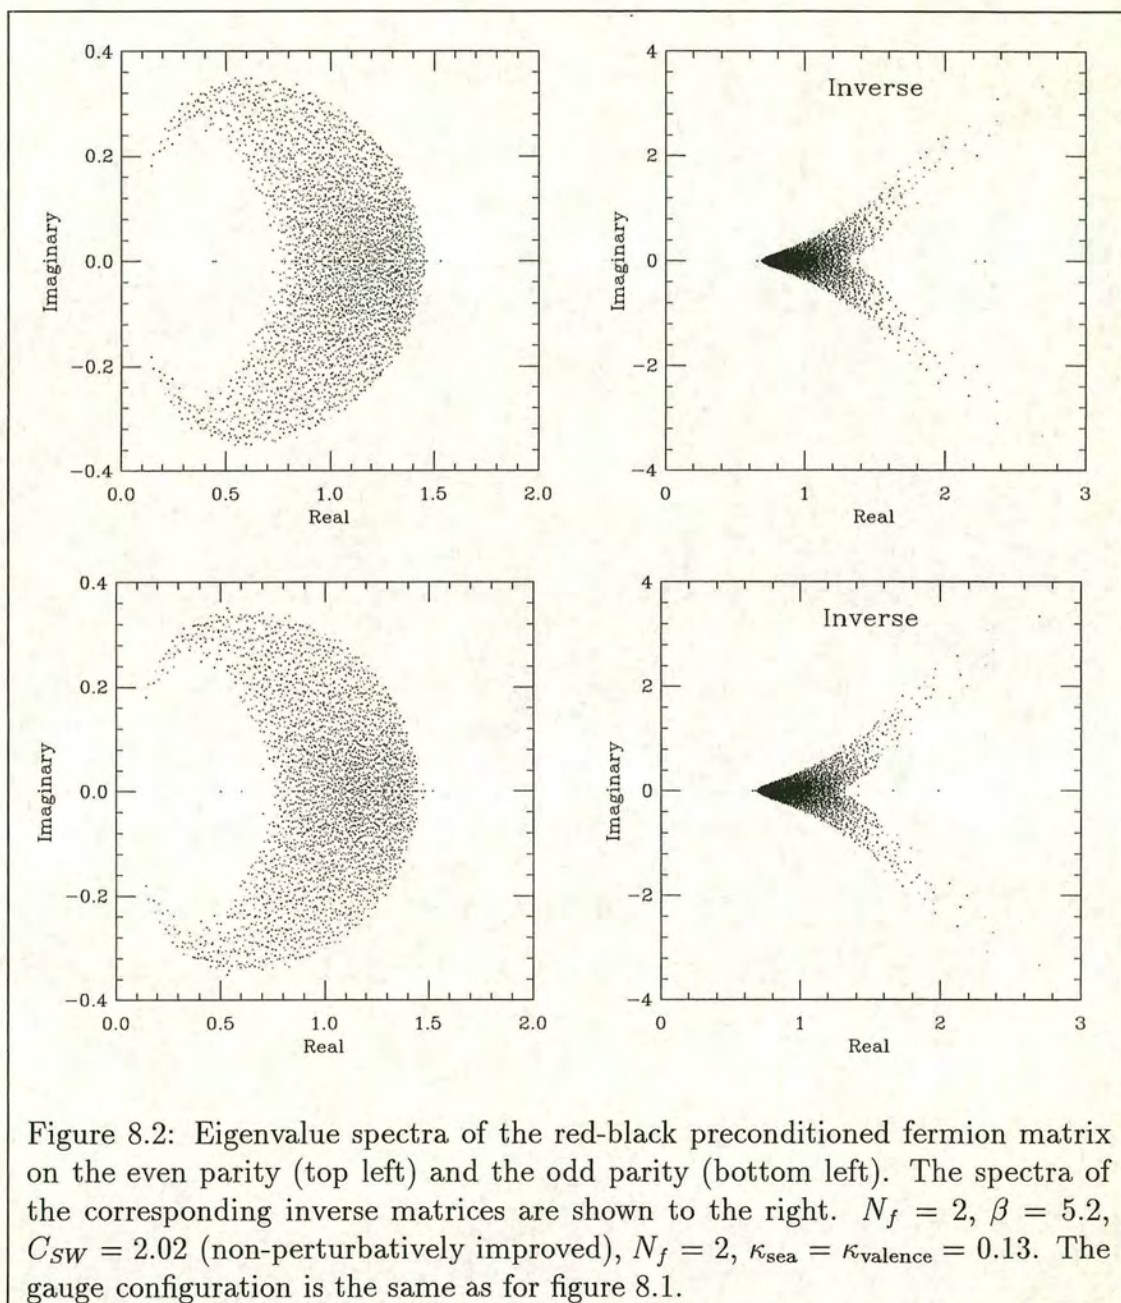 0.4
0.2
0.0
−0.2
−0.4
Imaginary
0.0 0.5 1.0 1.5 2.0
Real
4
2
0
−2
−4
Imaginary
Inverse
0 1 2 3
Real
0.4
0.2
0.0
−0.2
−0.4
Imaginary
0.0 0.5 1.0 1.5 2.0
Real
4
2
0
−2
−4
Imaginary
Inverse
0 1 2 3
Real
Figure 8.2: Eigenvalue spectra of the red-black preconditioned fermion matrix
on the even parity (top left) and the odd parity (bottom left). The spectra of
the corresponding inverse matrices are shown to the right. N_f = 2, β = 5.2,
C_SW = 2.02 (non-perturbatively improved), N_f = 2, κ_sea = κ_valence = 0.13. The
gauge configuration is the same as for figure 8.1.